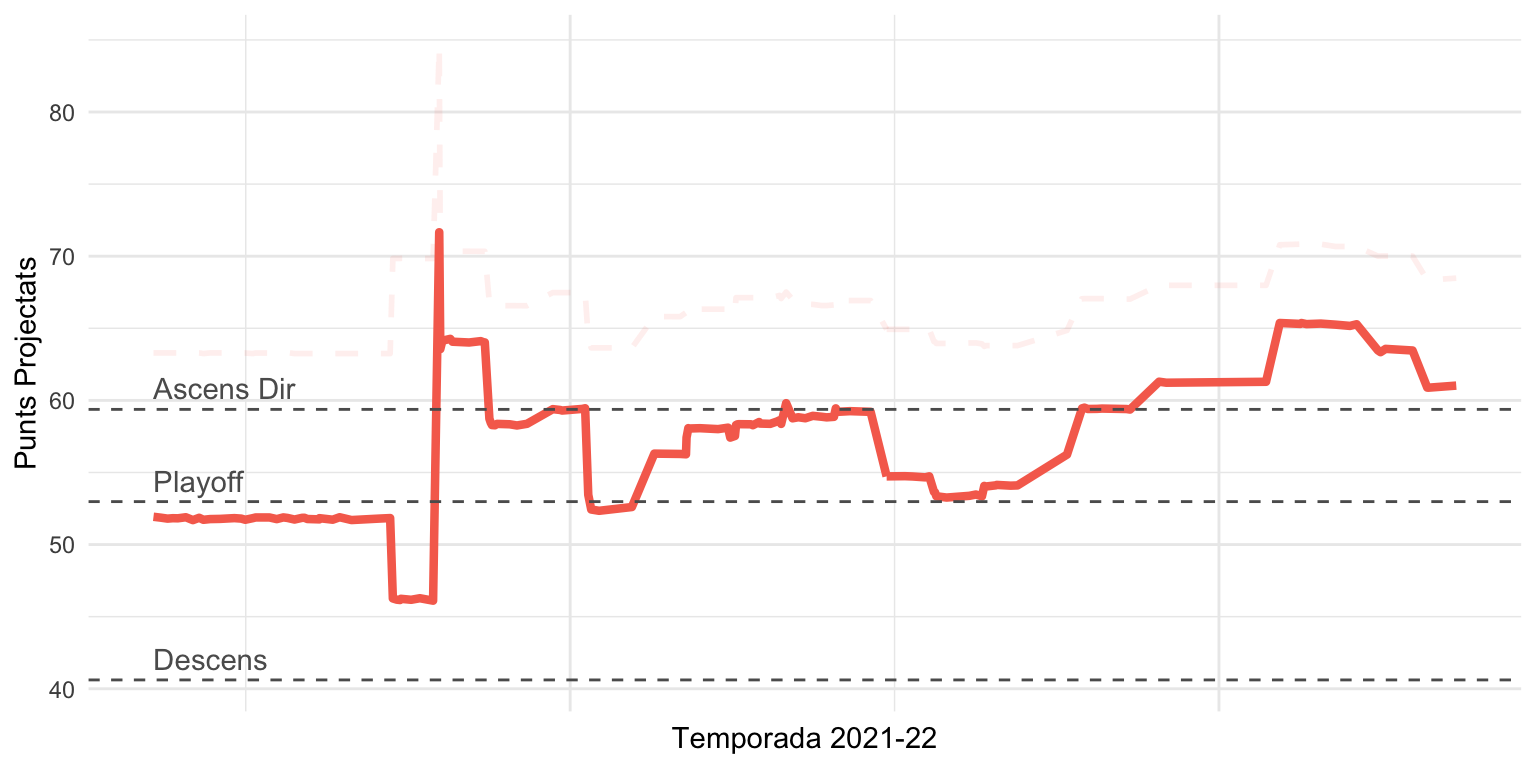 80
70
60
50
40
Punts Projectats
Ascens Dir
Playoff
Descens
Temporada 2021-22